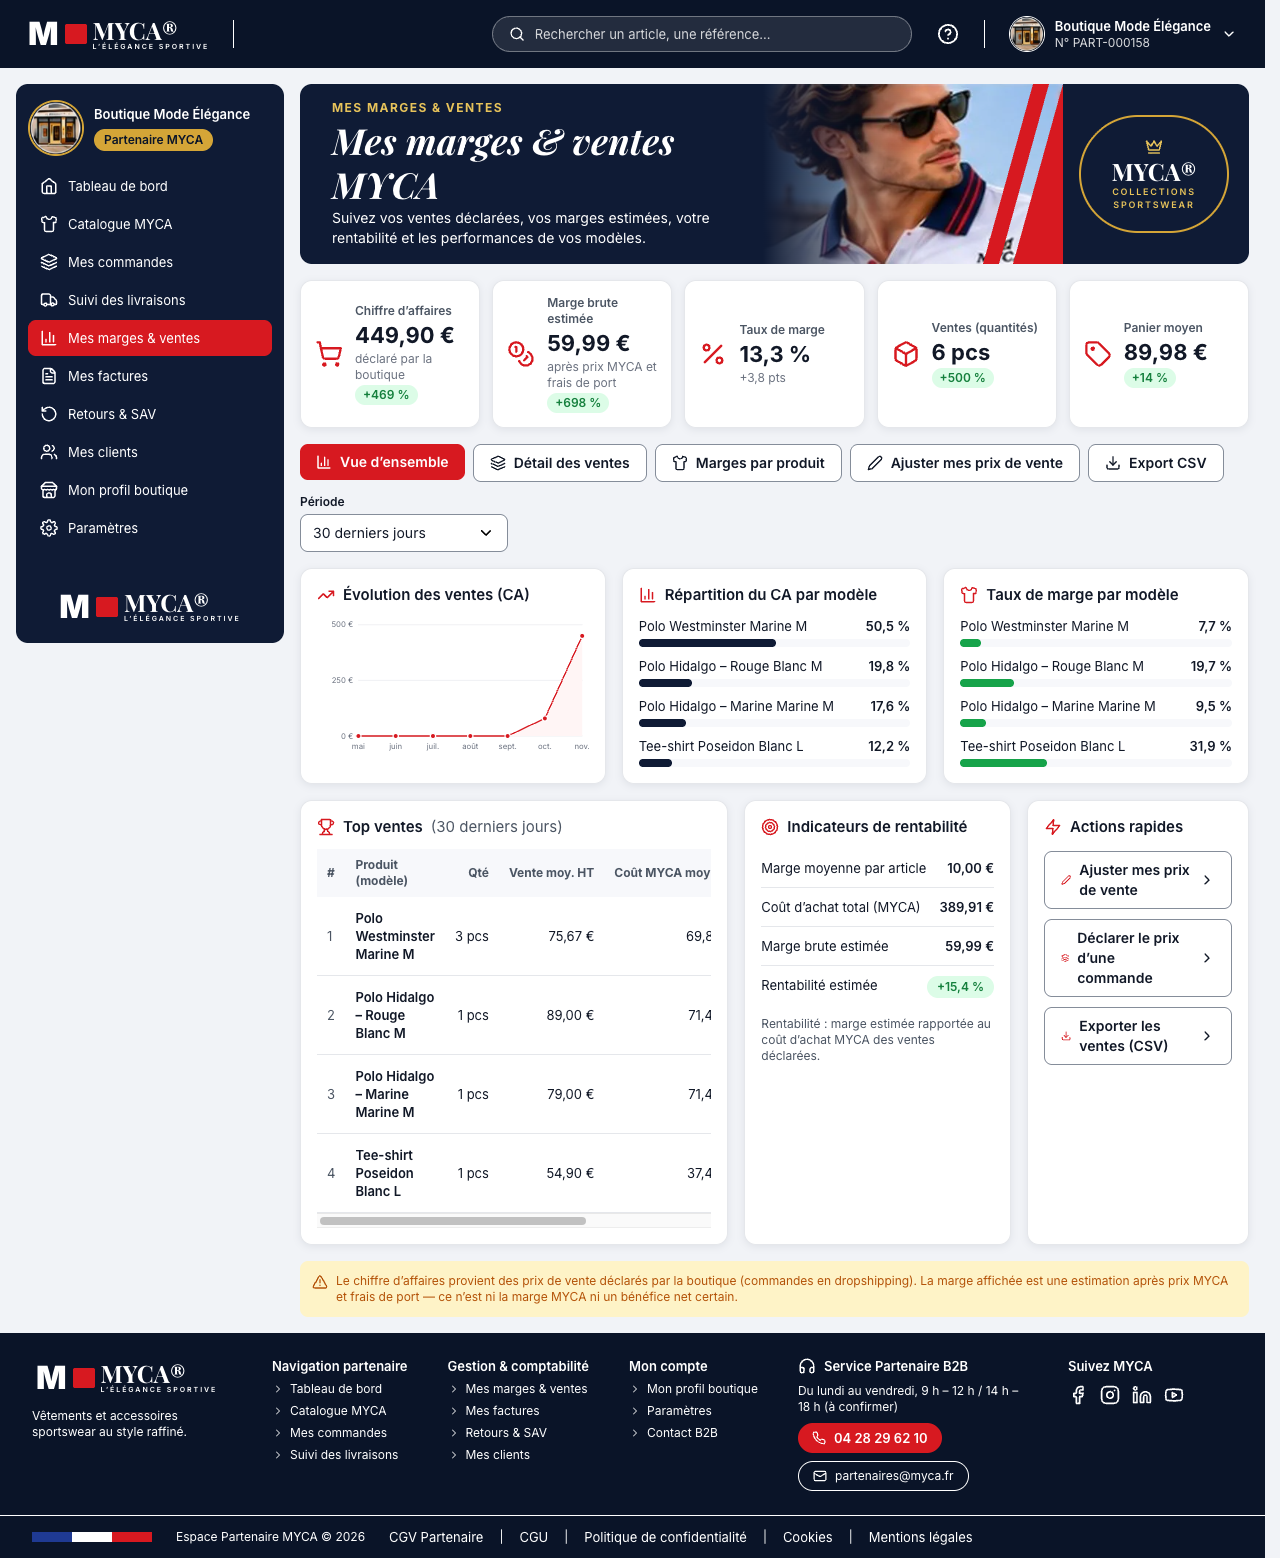 M MYCA®
L'ÉLÉGANCE SPORTIVE
Rechercher un article, une référence...
Boutique Mode Élégance
N° PART-000158
Boutique Mode Élégance
Partenaire MYCA
Tableau de bord
Catalogue MYCA
Mes commandes
Suivi des livraisons
Mes marges & ventes
Mes factures
Retours & SAV
Mes clients
Mon profil boutique
Paramètres
M MYCA®
L'ÉLÉGANCE SPORTIVE
MES MARGES & VENTES
Mes marges & ventes
MYCA
Suivez vos ventes déclarées, vos marges estimées, votre
rentabilité et les performances de vos modèles.
MYCA®
COLLECTIONS
SPORTSWEAR
Chiffre d’affaires
449,90 €
déclaré par la
boutique
+469 %
Marge brute
estimée
59,99 €
après prix MYCA et
frais de port
+698 %
Taux de marge
13,3 %
+3,8 pts
Ventes (quantités)
6 pcs
+500 %
Panier moyen
89,98 €
+14 %
Vue d’ensemble
Détail des ventes
Marges par produit
Ajuster mes prix de vente
Export CSV
Période
30 derniers jours
Évolution des ventes (CA)
500 €
250 €
0 €
mai juin juil. août sept. oct. nov.
Répartition du CA par modèle
Polo Westminster Marine M 50,5 %
Polo Hidalgo – Rouge Blanc M 19,8 %
Polo Hidalgo – Marine Marine M 17,6 %
Tee-shirt Poseidon Blanc L 12,2 %
Taux de marge par modèle
Polo Westminster Marine M 7,7 %
Polo Hidalgo – Rouge Blanc M 19,7 %
Polo Hidalgo – Marine Marine M 9,5 %
Tee-shirt Poseidon Blanc L 31,9 %
Top ventes (30 derniers jours)
# Produit (modèle) Qté Vente moy. HT Coût MYCA moy
1 Polo Westminster Marine M 3 pcs 75,67 € 69,8
2 Polo Hidalgo – Rouge Blanc M 1 pcs 89,00 € 71,4
3 Polo Hidalgo – Marine Marine M 1 pcs 79,00 € 71,4
4 Tee-shirt Poseidon Blanc L 1 pcs 54,90 € 37,4
Indicateurs de rentabilité
Marge moyenne par article 10,00 €
Coût d’achat total (MYCA) 389,91 €
Marge brute estimée 59,99 €
Rentabilité estimée +15,4 %
Rentabilité : marge estimée rapportée au
coût d’achat MYCA des ventes
déclarées.
Actions rapides
Ajuster mes prix
de vente
Déclarer le prix
d’une
commande
Exporter les
ventes (CSV)
Le chiffre d’affaires provient des prix de vente déclarés par la boutique (commandes en dropshipping). La marge affichée est une estimation après prix MYCA
et frais de port — ce n’est ni la marge MYCA ni un bénéfice net certain.
M MYCA®
L'ÉLÉGANCE SPORTIVE
Vêtements et accessoires
sportswear au style raffiné.
Navigation partenaire
Tableau de bord
Catalogue MYCA
Mes commandes
Suivi des livraisons
Gestion & comptabilité
Mes marges & ventes
Mes factures
Retours & SAV
Mes clients
Mon compte
Mon profil boutique
Paramètres
Contact B2B
Service Partenaire B2B
Du lundi au vendredi, 9 h – 12 h / 14 h –
18 h (à confirmer)
04 28 29 62 10
partenaires@myca.fr
Suivez MYCA
Espace Partenaire MYCA © 2026 CGV Partenaire | CGU | Politique de confidentialité | Cookies | Mentions légales